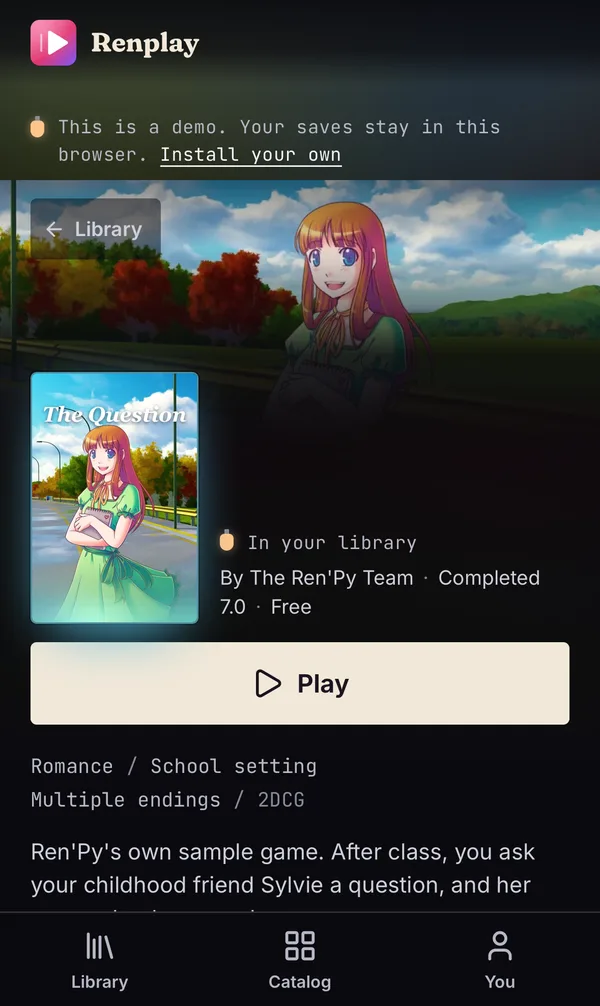 Renplay
This is a demo. Your saves stay in this
browser. Install your own
← Library
The Question
In your library
By The Ren'Py Team · Completed
7.0 · Free
Play
Romance / School setting
Multiple endings / 2DCG
Ren'Py's own sample game. After class, you ask
your childhood friend Sylvie a question, and her
Library
Catalog
You